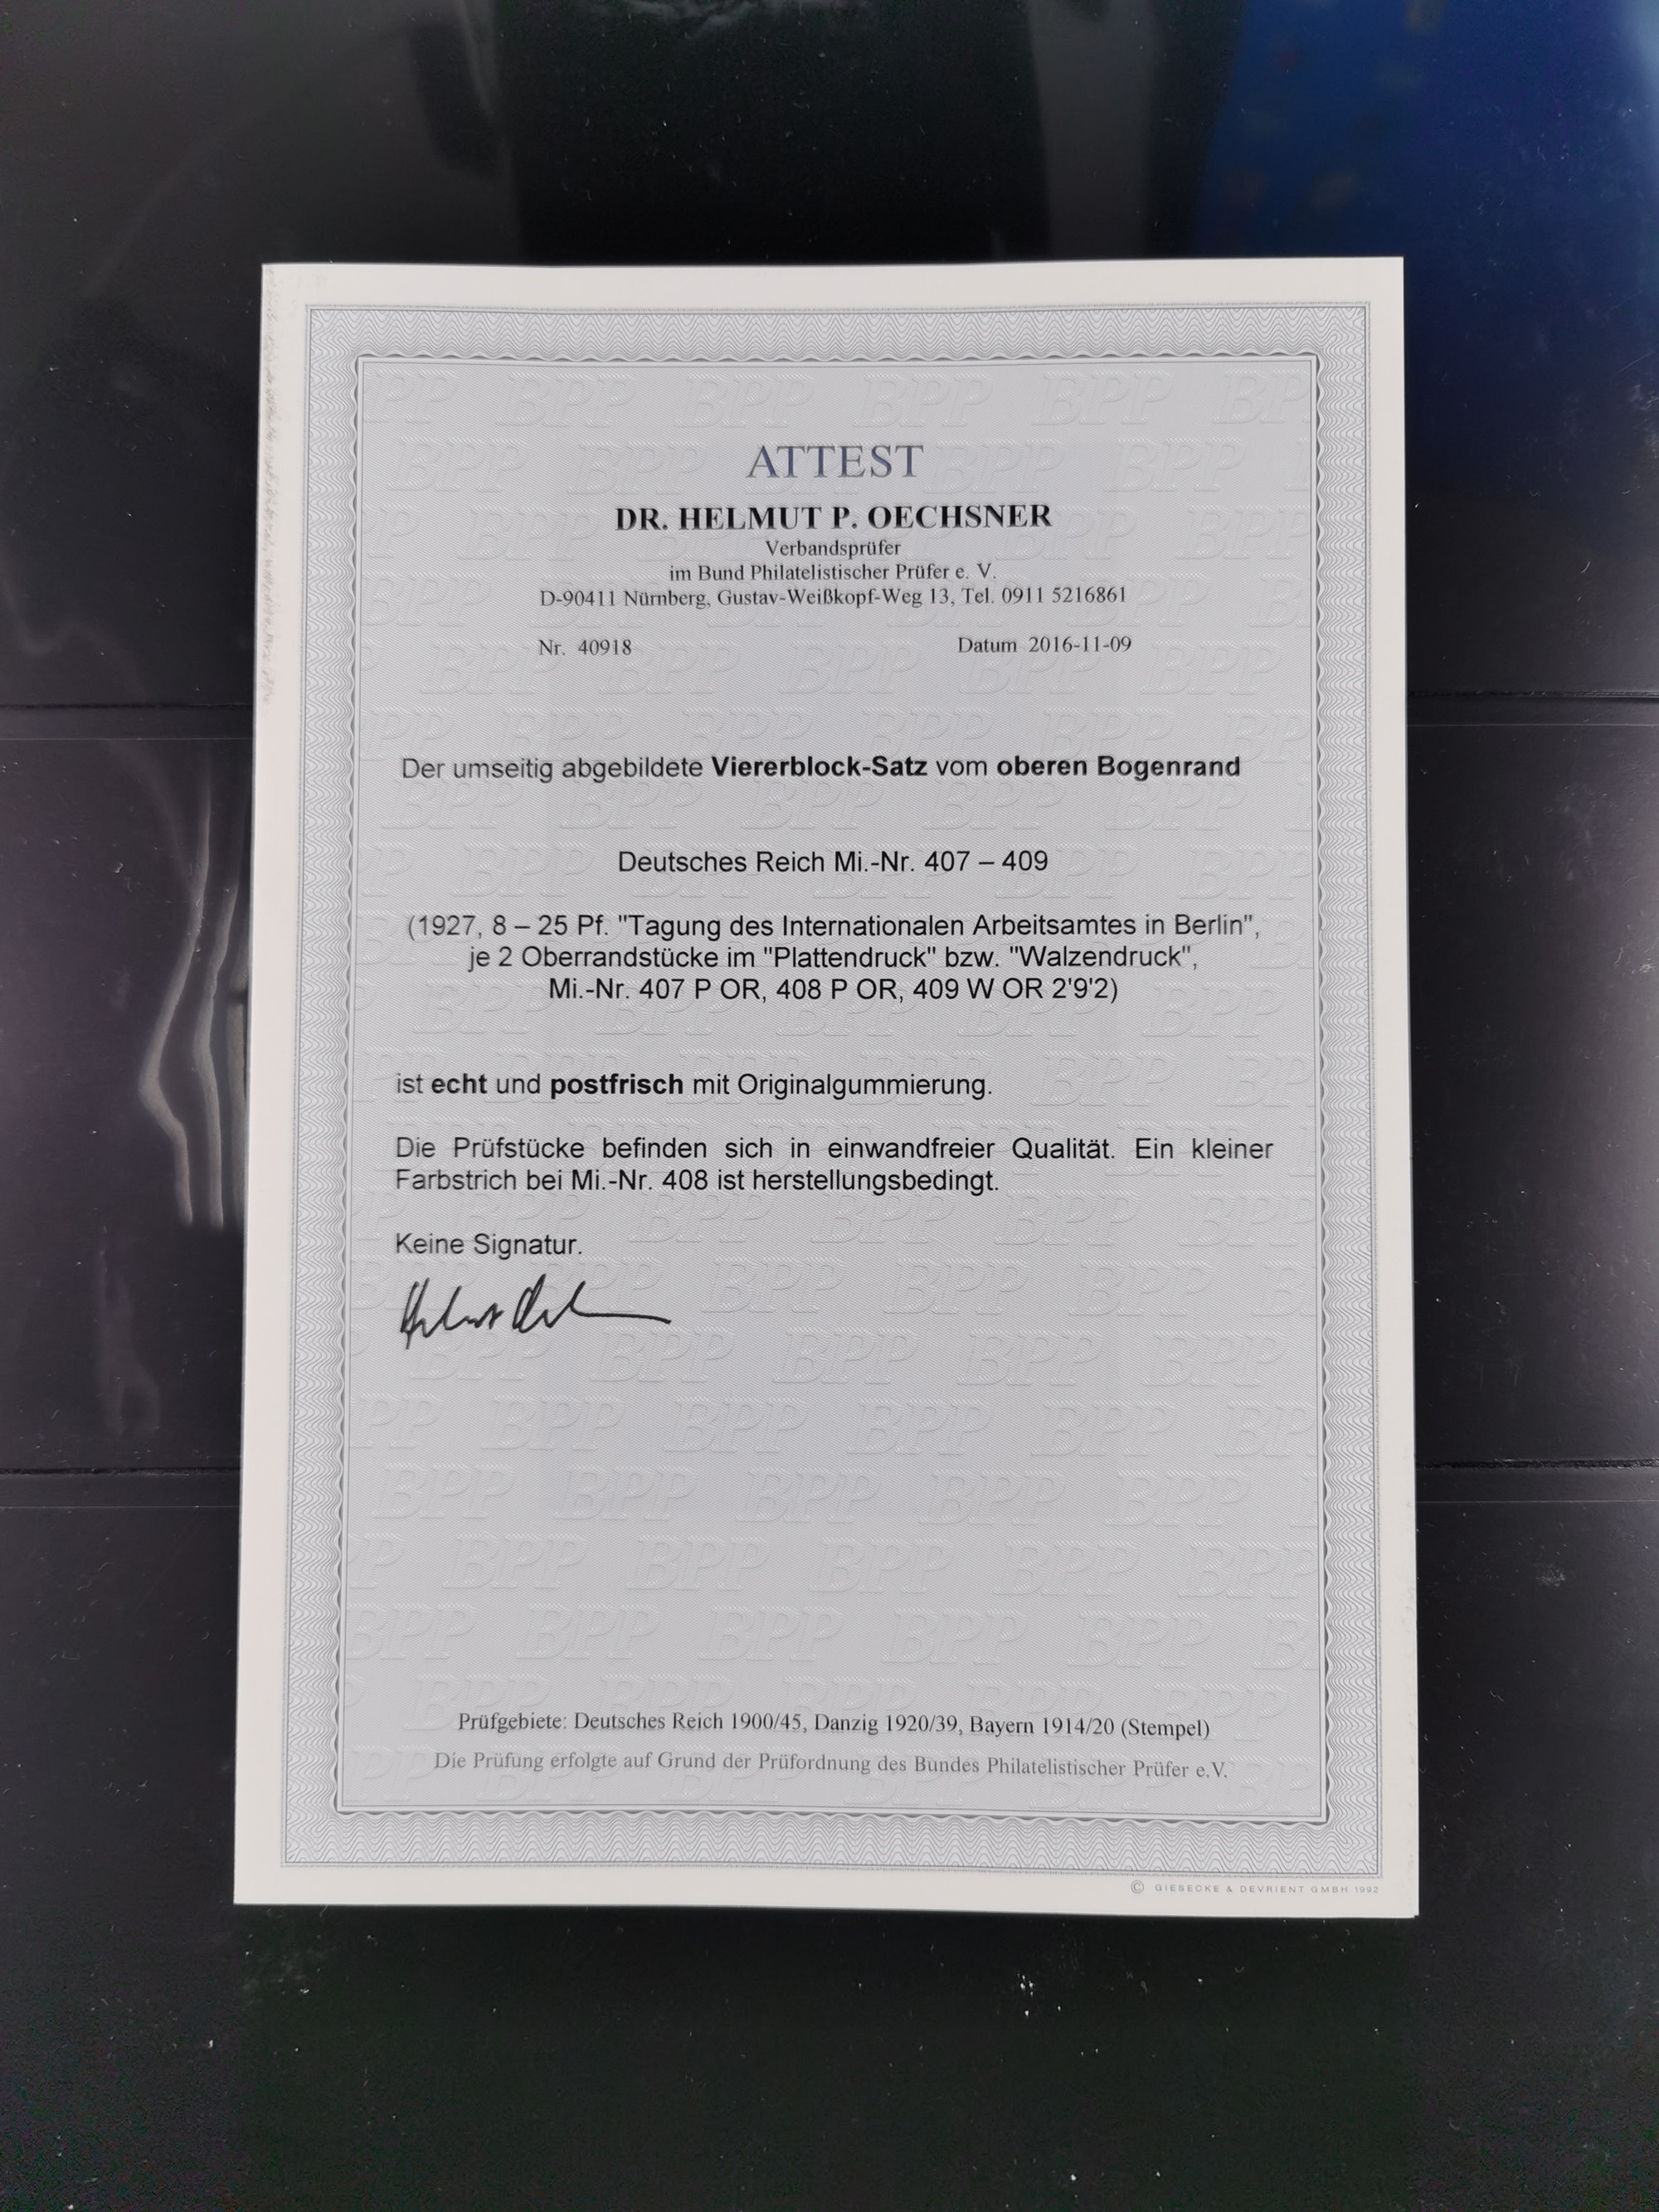 ATTEST
DR. HELMUT P. OECHSNER
Verbandsprüfer
im Bund Philatelistischer Prüfer e. V.
D-90411 Nürnberg, Gustav-Weißkopf-Weg 13, Tel. 0911 5216861
Nr. 40918 Datum 2016-11-09
Der umseitig abgebildete Viererblock-Satz vom oberen Bogenrand
Deutsches Reich Mi.-Nr. 407 – 409
(1927, 8 – 25 Pf. "Tagung des Internationalen Arbeitsamtes in Berlin",
je 2 Oberrandstücke im "Plattendruck" bzw. "Walzendruck",
Mi.-Nr. 407 P OR, 408 P OR, 409 W OR 2'9'2)
ist echt und postfrisch mit Originalgummierung.
Die Prüfstücke befinden sich in einwandfreier Qualität. Ein kleiner
Farbstrich bei Mi.-Nr. 408 ist herstellungsbedingt.
Keine Signatur.
Prüfgebiete: Deutsches Reich 1900/45, Danzig 1920/39, Bayern 1914/20 (Stempel)
Die Prüfung erfolgte auf Grund der Prüfordnung des Bundes Philatelistischer Prüfer e.V.
© GIESECKE & DEVRIENT GMBH 1992